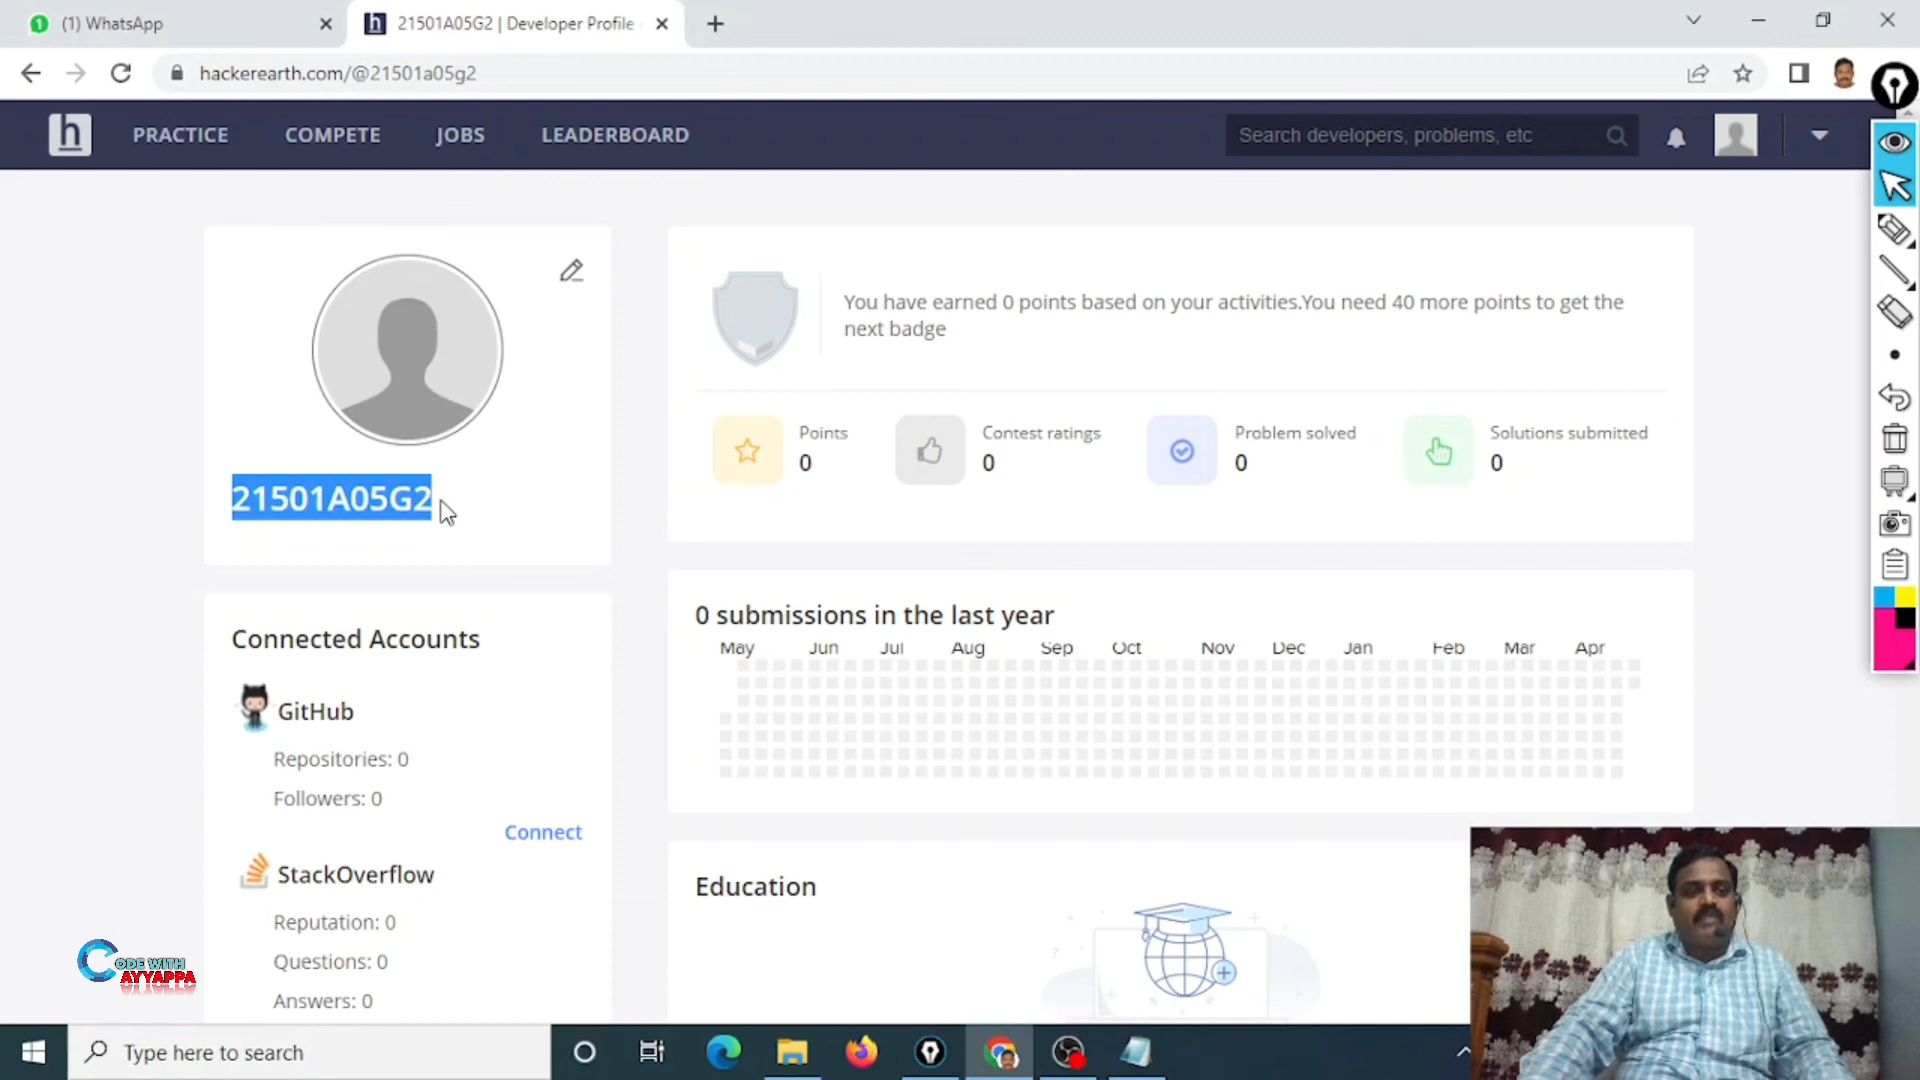 (1) WhatsApp
21501A05G2 | Developer Profile
hackerearth.com/@21501a05g2
h
PRACTICE
COMPETE
JOBS
LEADERBOARD
Search developers, problems, etc
You have earned 0 points based on your activities.You need 40 more points to get the
next badge
Points
0
Contest ratings
0
Problem solved
0
Solutions submitted
0
21501A05G2
0 submissions in the last year
May Jun Jul Aug Sep Oct Nov Dec Jan Feb Mar Apr
Connected Accounts
GitHub
Repositories: 0
Followers: 0
Connect
StackOverflow
Reputation: 0
Questions: 0
Answers: 0
Education
CODE WITH
AYYAPPA
Type here to search